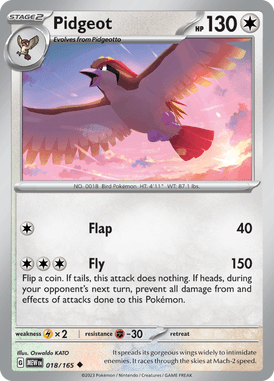 STAGE2 Pidgeot HP 130
Evolves from Pidgeotto
NO. 0018 Bird Pokémon HT: 4'11" WT: 87.1 lbs.
Flap 40
Fly 150
Flip a coin. If tails, this attack does nothing. If heads, during
your opponent's next turn, prevent all damage from and
effects of attacks done to this Pokémon.
weakness ×2 resistance -30 retreat
Illus. Oswaldo KATO
It spreads its gorgeous wings widely to intimidate
enemies. It races through the skies at Mach-2 speed.
MEW EN 018/165
©2023 Pokémon / Nintendo / Creatures / GAME FREAK